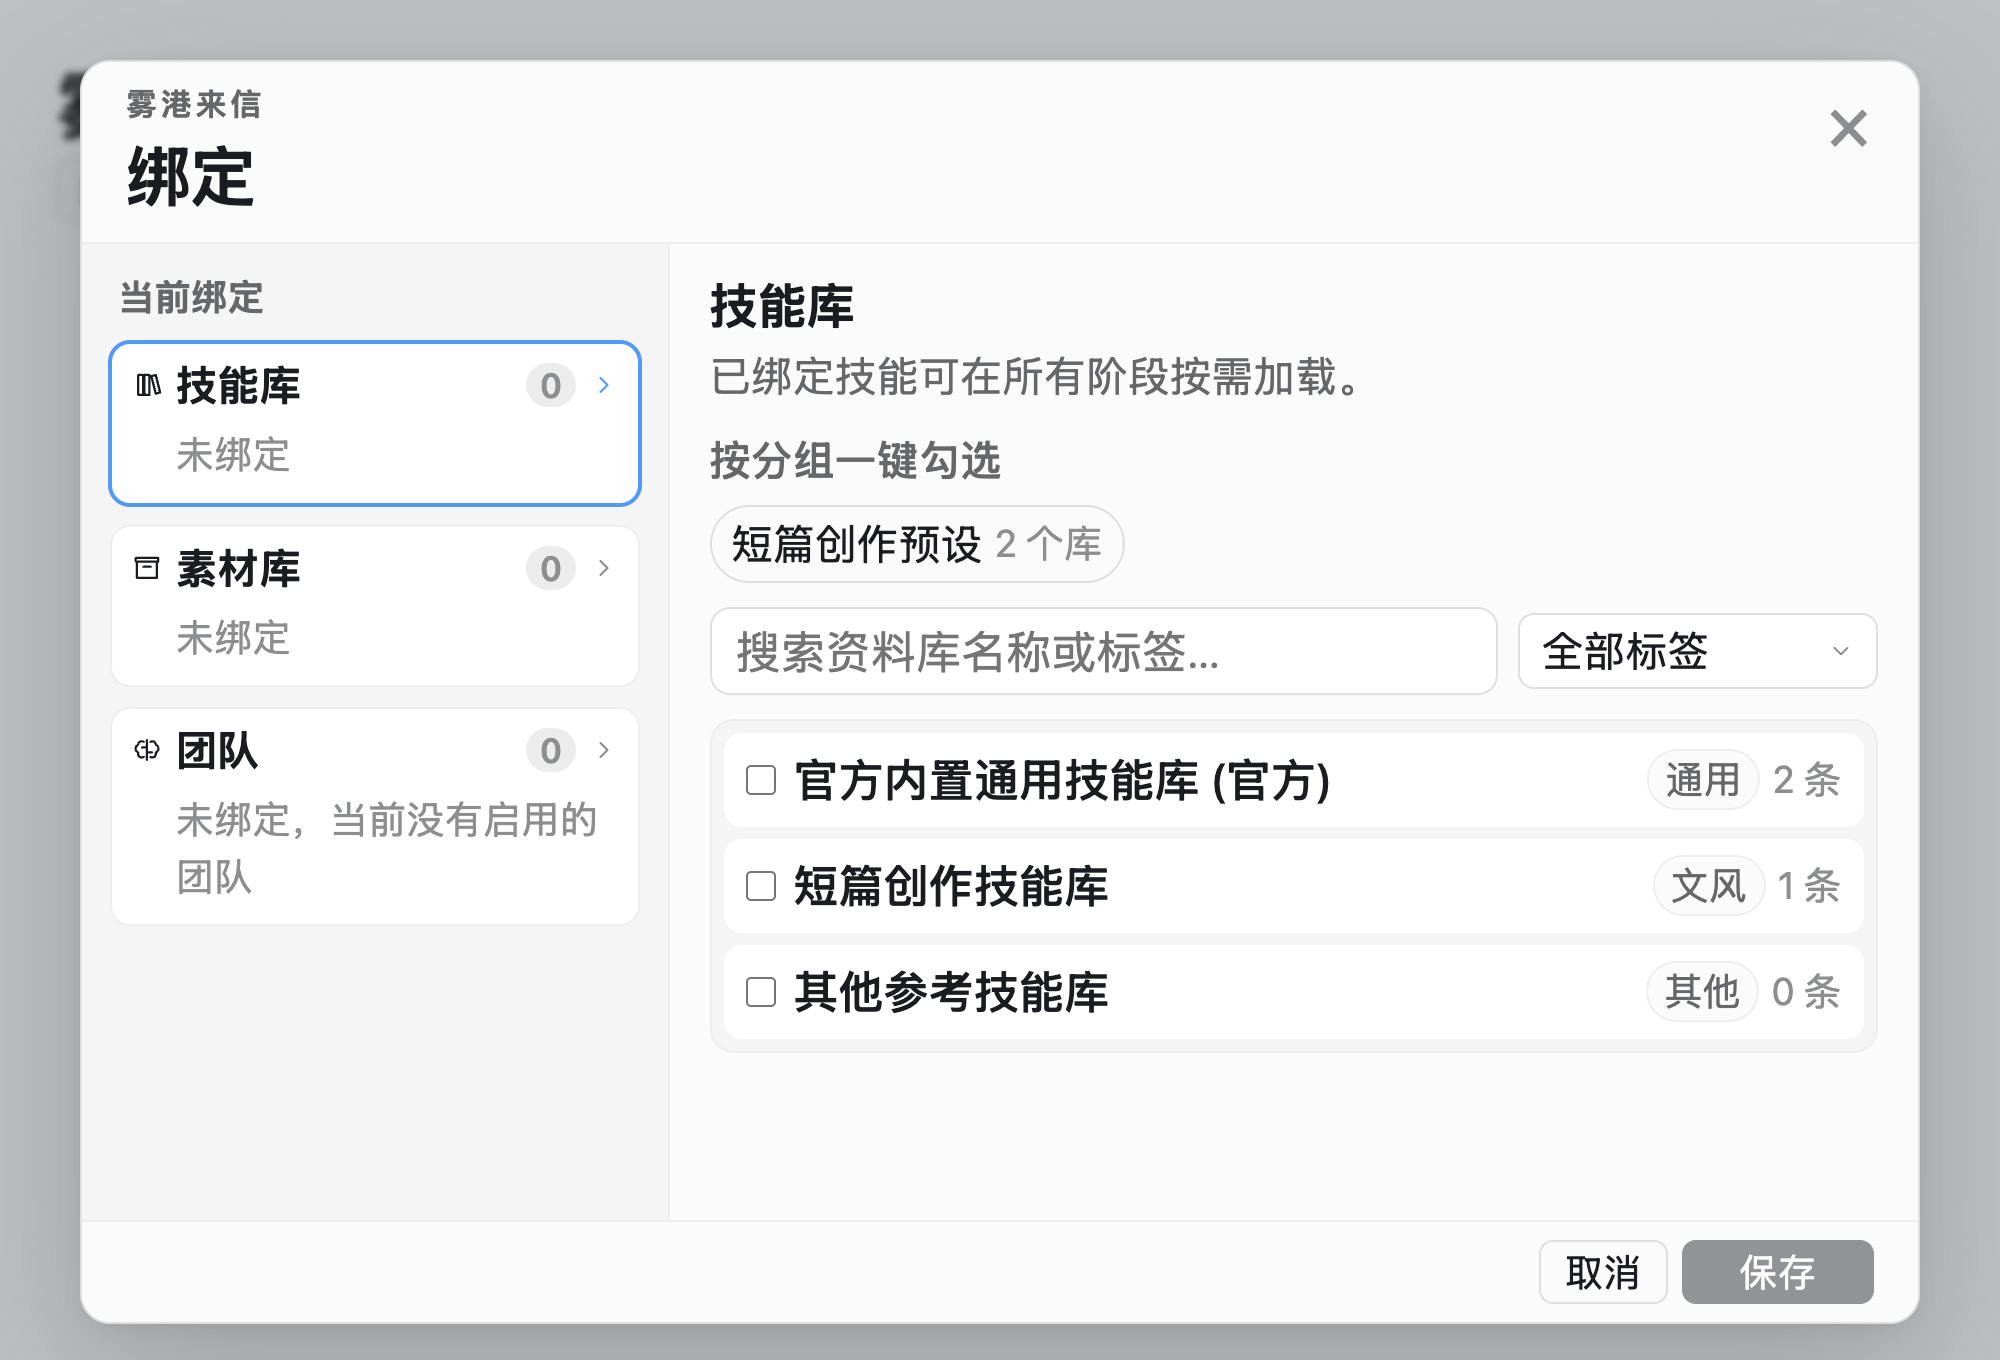 雾港来信
绑定
当前绑定
技能库 0
未绑定
素材库 0
未绑定
团队 0
未绑定，当前没有启用的
团队
技能库
已绑定技能可在所有阶段按需加载。
按分组一键勾选
短篇创作预设 2 个库
搜索资料库名称或标签...
全部标签
官方内置通用技能库 (官方) 通用 2 条
短篇创作技能库 文风 1 条
其他参考技能库 其他 0 条
取消 保存